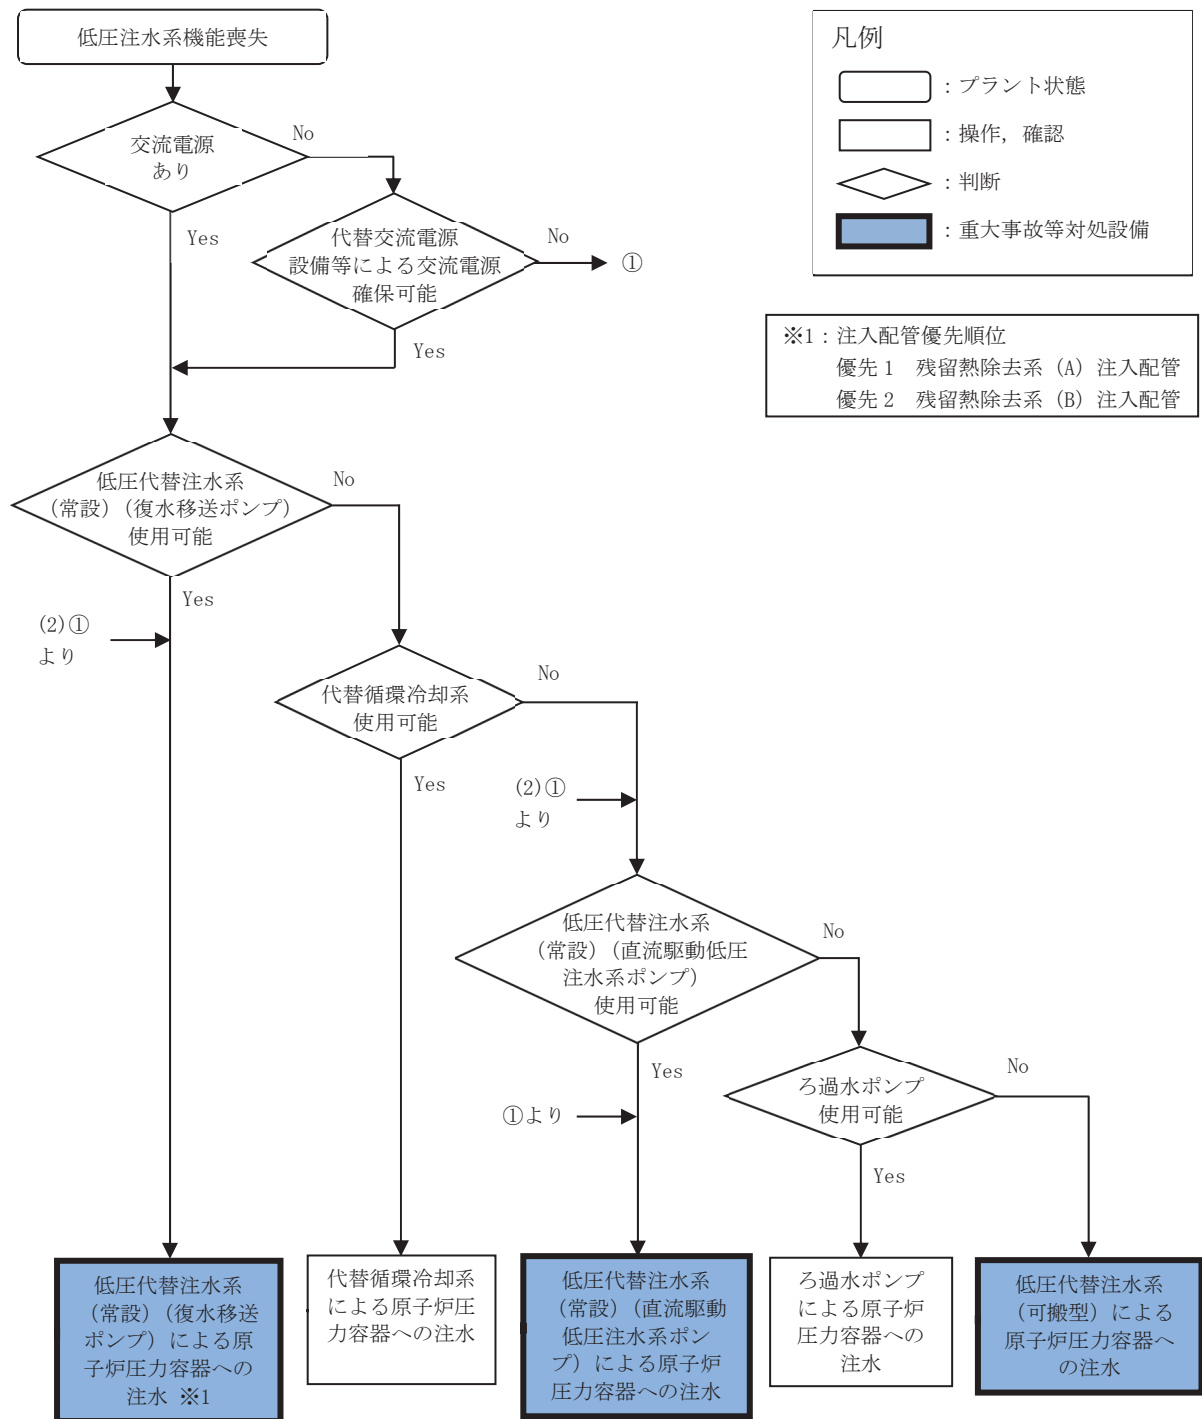 低圧注水系機能喪失
交流電源
あり
No
Yes
代替交流電源
設備等による交流電源
確保可能
No
①
Yes
凡例
：プラント状態
：操作，確認
：判断
：重大事故等対処設備
※1：注入配管優先順位
優先1 残留熱除去系（A）注入配管
優先2 残留熱除去系（B）注入配管
低圧代替注水系
（常設）（復水移送ポンプ）
使用可能
No
Yes
(2)①
より
代替循環冷却系
使用可能
No
Yes
(2)①
より
低圧代替注水系
（常設）（直流駆動低圧
注水系ポンプ）
使用可能
No
Yes
①より
ろ過水ポンプ
使用可能
No
Yes
低圧代替注水系
（常設）（復水移送
ポンプ）による原
子炉圧力容器への
注水 ※1
代替循環冷却系
による原子炉圧
力容器への注水
低圧代替注水系
（常設）（直流駆動
低圧注水系ポン
プ）による原子炉
圧力容器への注水
ろ過水ポンプ
による原子炉
圧力容器への
注水
低圧代替注水系
（可搬型）による
原子炉圧力容器へ
の注水